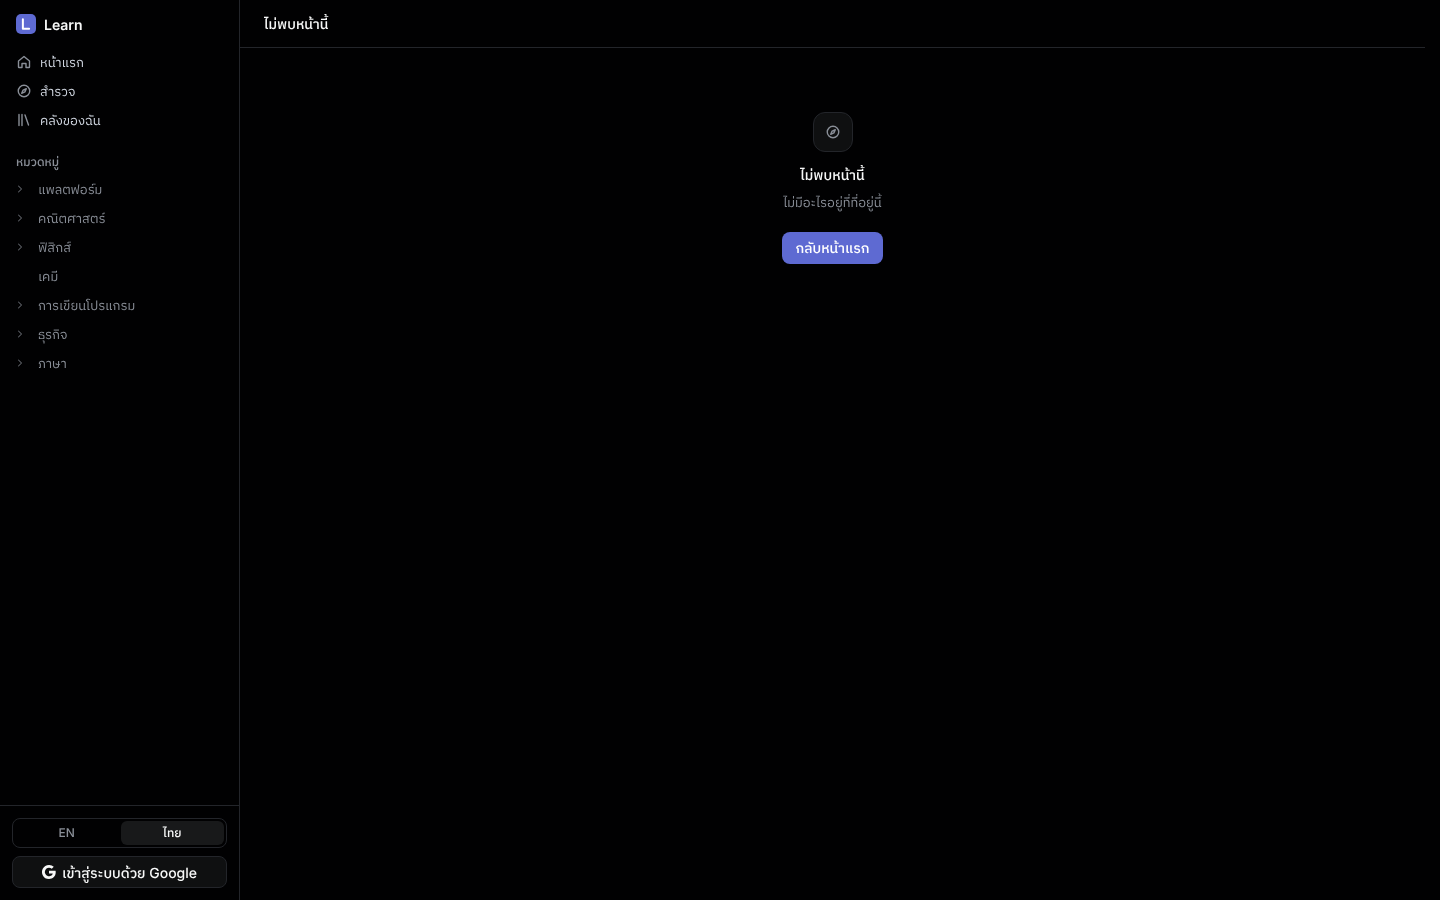 L Learn
หน้าแรก
สำรวจ
คลังของฉัน
หมวดหมู่
แพลตฟอร์ม
คณิตศาสตร์
ฟิสิกส์
เคมี
การเขียนโปรแกรม
ธุรกิจ
ภาษา
EN ไทย
เข้าสู่ระบบด้วย Google
ไม่พบหน้านี้
ไม่พบหน้านี้
ไม่มีอะไรอยู่ที่ที่อยู่นี้
กลับหน้าแรก